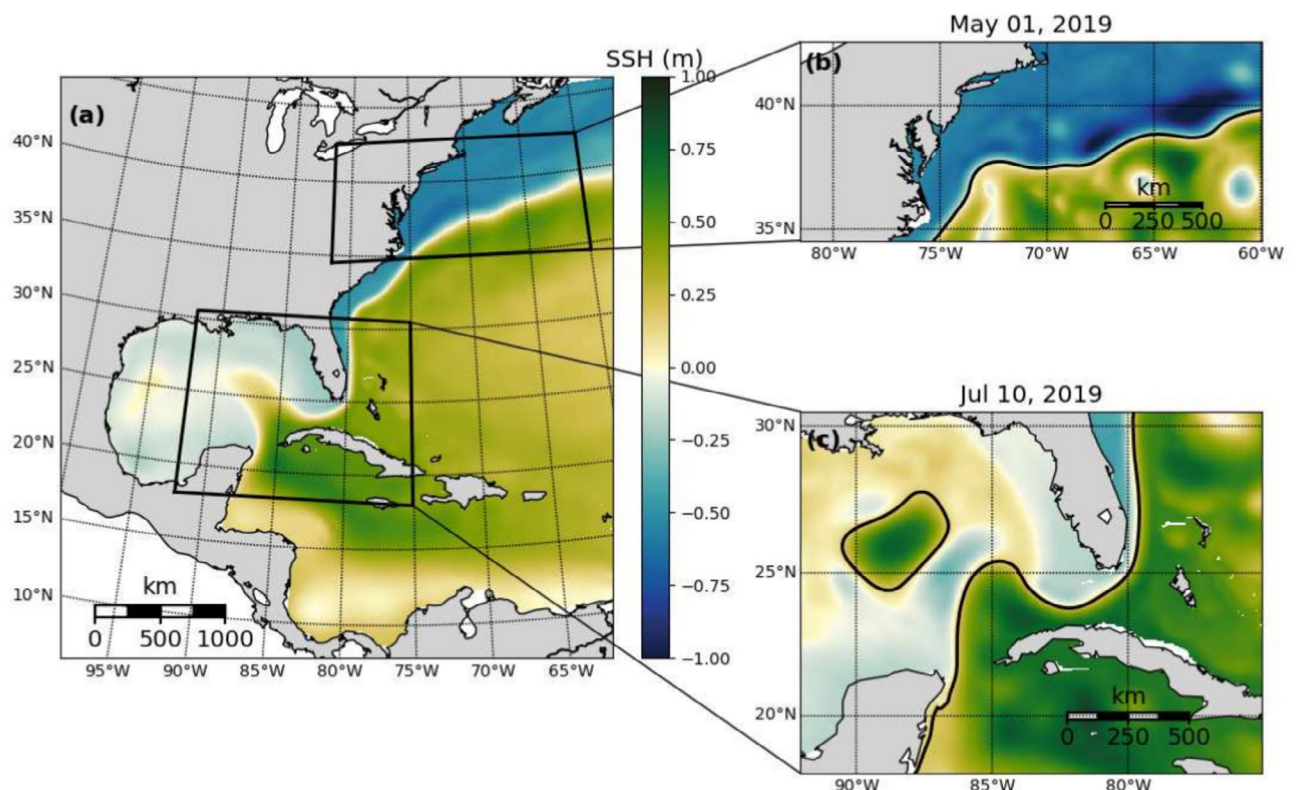 May 01, 2019
SSH (m)
(a)
40°N
35°N
30°N
25°N
20°N
15°N
10°N
km
0 500 1000
95°W 90°W 85°W 80°W 75°W 70°W 65°W
1.00
0.75
0.50
0.25
0.00
−0.25
−0.50
−0.75
−1.00
(b)
40°N
35°N
km
0 250 500
80°W 75°W 70°W 65°W 60°W
Jul 10, 2019
(c)
30°N
25°N
20°N
km
0 250 500
90°W 85°W 80°W